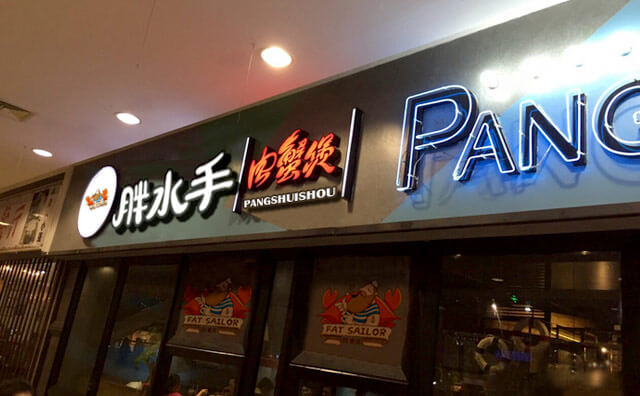 胖水手
肉蟹煲
PANGSHUISHOU
PANG
FAT SAILOR
FAT SAILOR